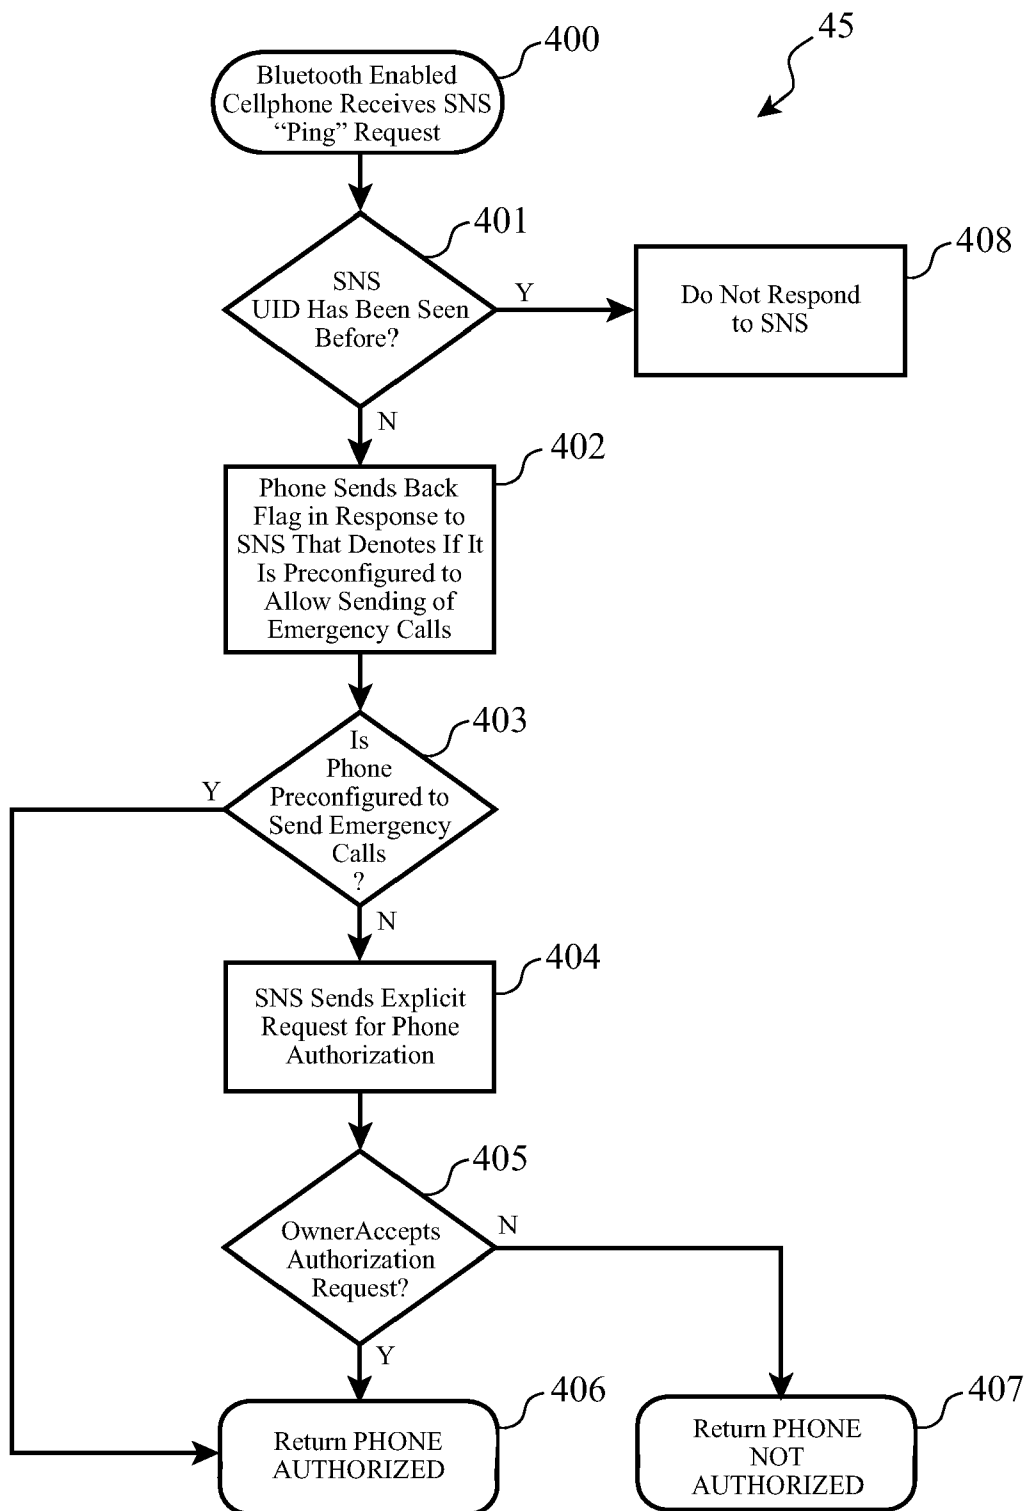 45
400
Bluetooth Enabled
Cellphone Receives SNS
“Ping” Request
401
SNS
UID Has Been Seen
Before?
Y
N
408
Do Not Respond
to SNS
402
Phone Sends Back
Flag in Response to
SNS That Denotes If It
Is Preconfigured to
Allow Sending of
Emergency Calls
403
Is
Phone
Preconfigured to
Send Emergency
Calls
?
Y
N
404
SNS Sends Explicit
Request for Phone
Authorization
405
OwnerAccepts
Authorization
Request?
N
Y
406
Return PHONE
AUTHORIZED
407
Return PHONE
NOT
AUTHORIZED